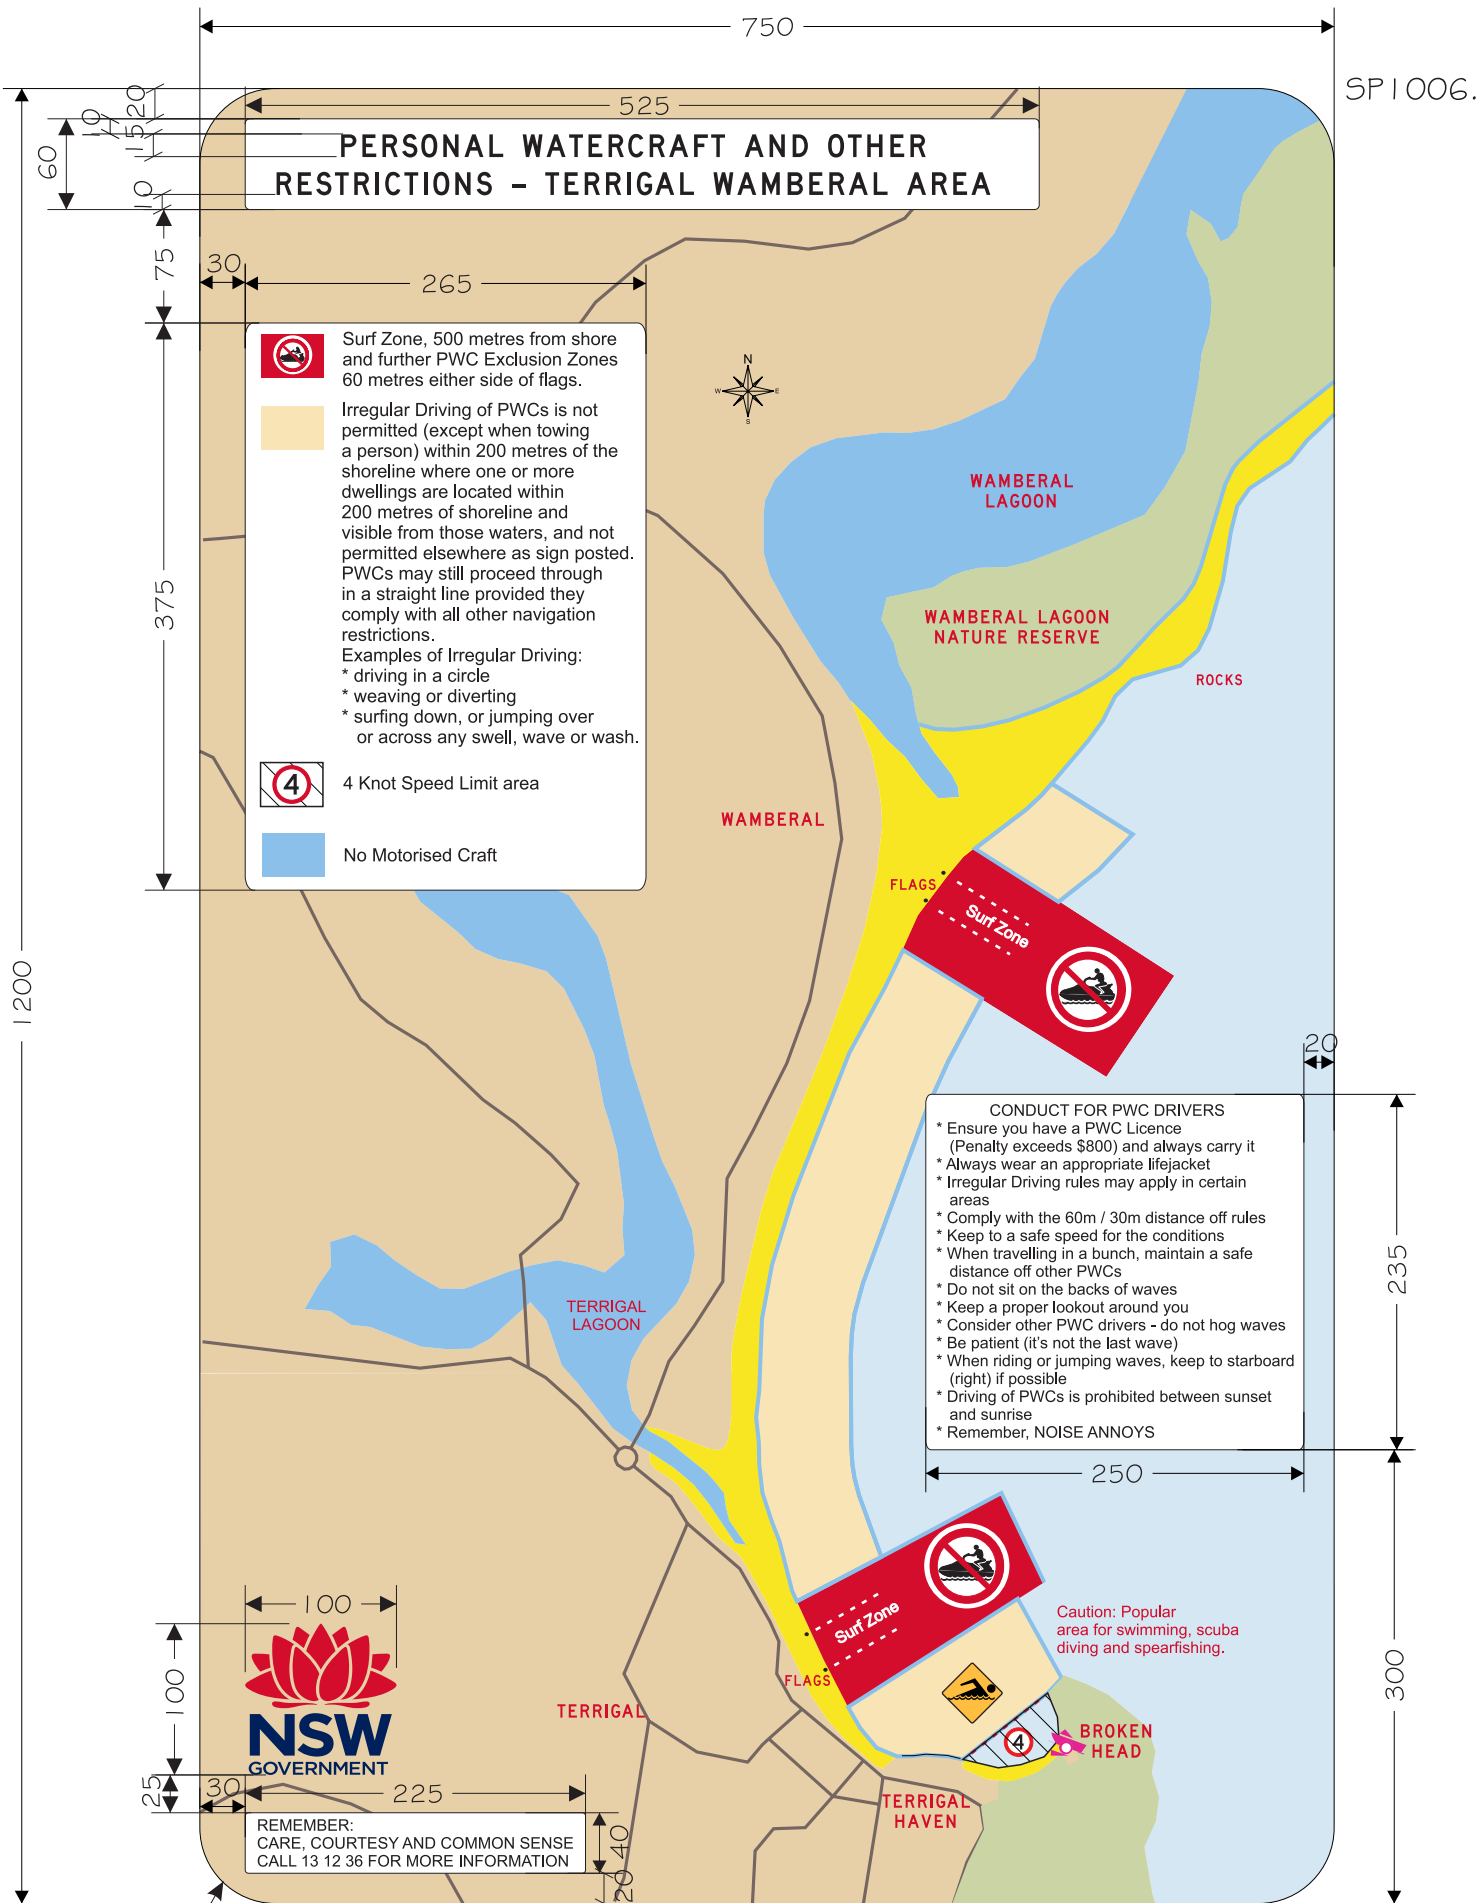 750
SP1006.
20
10
15
60
10
525
PERSONAL WATERCRAFT AND OTHER
RESTRICTIONS – TERRIGAL WAMBERAL AREA
75
30
265
375
1200
Surf Zone, 500 metres from shore
and further PWC Exclusion Zones
60 metres either side of flags.
Irregular Driving of PWCs is not
permitted (except when towing
a person) within 200 metres of the
shoreline where one or more
dwellings are located within
200 metres of shoreline and
visible from those waters, and not
permitted elsewhere as sign posted.
PWCs may still proceed through
in a straight line provided they
comply with all other navigation
restrictions.
Examples of Irregular Driving:
* driving in a circle
* weaving or diverting
* surfing down, or jumping over
or across any swell, wave or wash.
4
4 Knot Speed Limit area
No Motorised Craft
N
W
E
S
WAMBERAL
LAGOON
WAMBERAL LAGOON
NATURE RESERVE
ROCKS
WAMBERAL
FLAGS
Surf Zone
20
CONDUCT FOR PWC DRIVERS
* Ensure you have a PWC Licence
(Penalty exceeds $800) and always carry it
* Always wear an appropriate lifejacket
* Irregular Driving rules may apply in certain
areas
* Comply with the 60m / 30m distance off rules
* Keep to a safe speed for the conditions
* When travelling in a bunch, maintain a safe
distance off other PWCs
* Do not sit on the backs of waves
* Keep a proper lookout around you
* Consider other PWC drivers - do not hog waves
* Be patient (it's not the last wave)
* When riding or jumping waves, keep to starboard
(right) if possible
* Driving of PWCs is prohibited between sunset
and sunrise
* Remember, NOISE ANNOYS
235
250
300
TERRIGAL
LAGOON
Surf Zone
FLAGS
Caution: Popular
area for swimming, scuba
diving and spearfishing.
4
BROKEN
HEAD
TERRIGAL
TERRIGAL
HAVEN
100
100
NSW
GOVERNMENT
25
30
225
REMEMBER:
CARE, COURTESY AND COMMON SENSE
CALL 13 12 36 FOR MORE INFORMATION
40
20